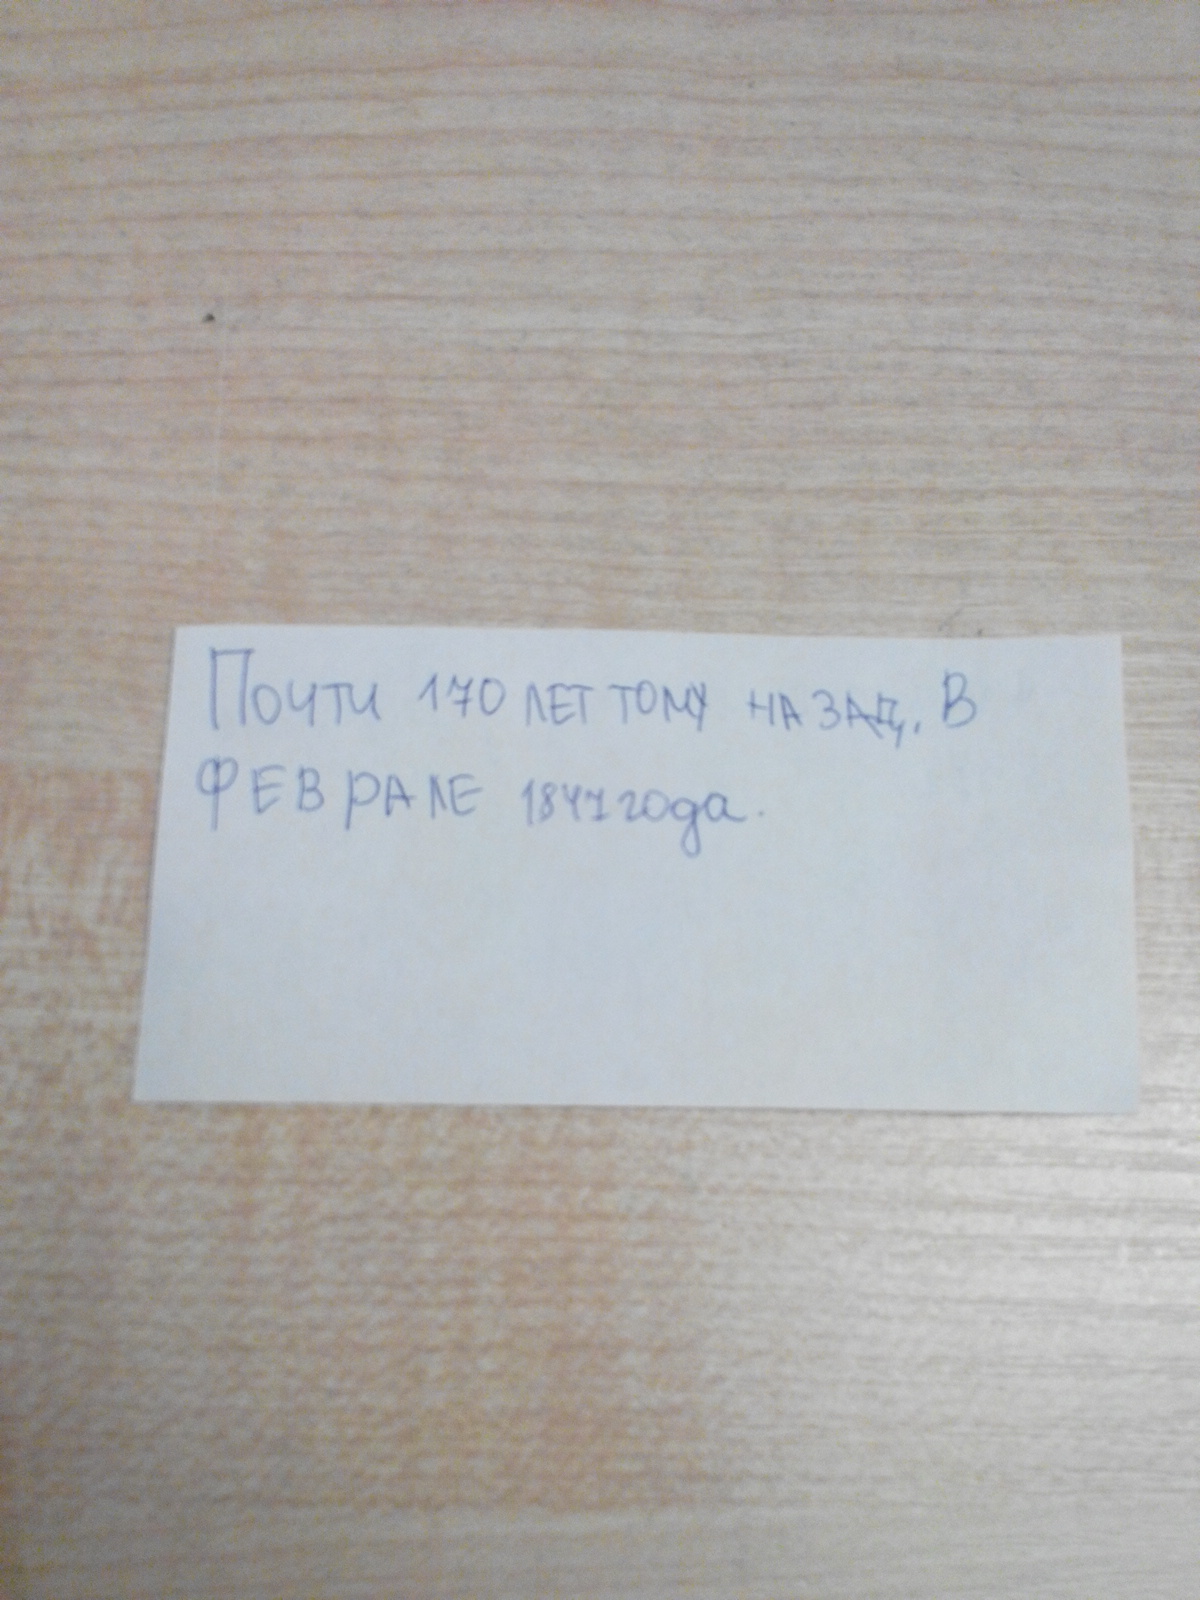 Почти 170 лет тому назад, в
феврале 1847 года.